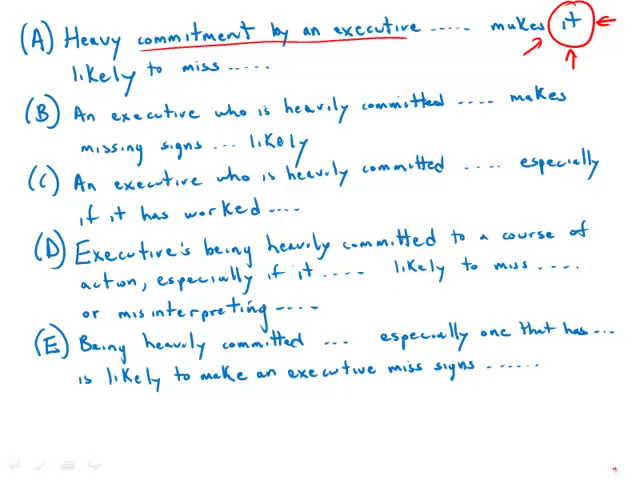 (A) Heavy commitment by an executive ..... makes it
likely to miss .....
(B) An executive who is heavily committed .... makes
missing signs ... likely
(C) An executive who is heavily committed .... especially
if it has worked ....
(D) Executive's being heavily committed to a course of
action, especially if it .... likely to miss ....
or misinterpreting ....
(E) Being heavily committed ... especially one that has ...
is likely to make an executive miss signs ......